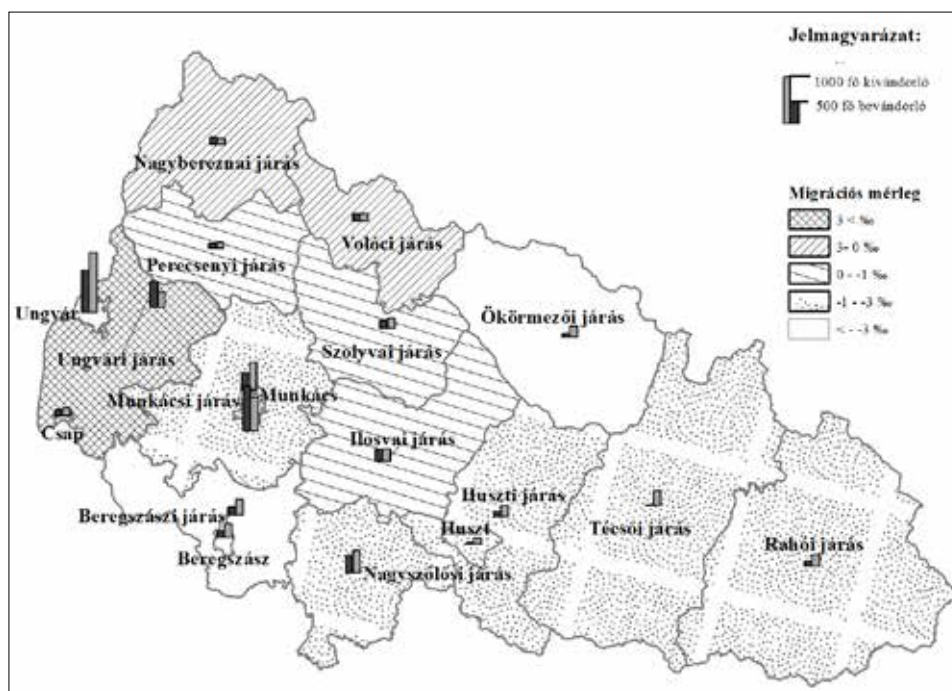 Jelmagyarázat:
1000 fő kivándorló
500 fő bevándorló
Nagybereznai járás
Migrációs mérleg
3 < ‰
3- 0 ‰
0 - -1 ‰
-1 - -3 ‰
< - -3 ‰
Volóci járás
Perecsenyi járás
Ungvár
Ökörmezői járás
Szolyvai járás
Ungvári járás
Munkácsi járás
Munkács
Csap
Ilosvai járás
Huszti járás
Beregszászi járás
Huszt
Técsői járás
Rahói járás
Beregszász
Nagyszőlősi járás